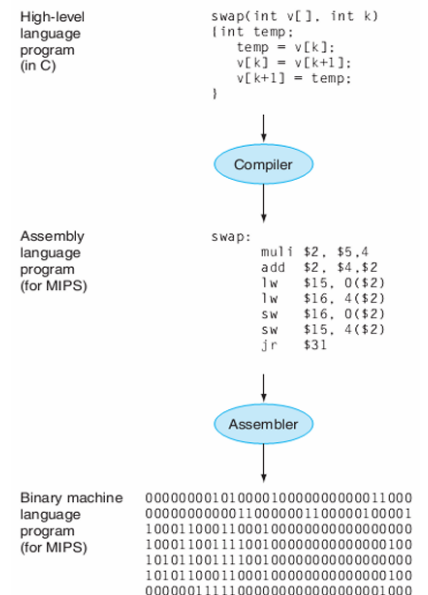 High-level
language
program
(in C)
swap(int v[], int k)
{int temp;
temp = v[k];
v[k] = v[k+1];
v[k+1] = temp;
}
Compiler
Assembly
language
program
(for MIPS)
swap:
muli $2, $5,4
add $2, $4,$2
lw $15, 0($2)
lw $16, 4($2)
sw $16, 0($2)
sw $15, 4($2)
jr $31
Assembler
Binary machine
language
program
(for MIPS)
00000000101000010000000000011000
00000000000110000001100000100001
10001100011000100000000000000000
10001100111100100000000000000100
10101100111100100000000000000000
10101100011000100000000000000100
00000011111000000000000000001000